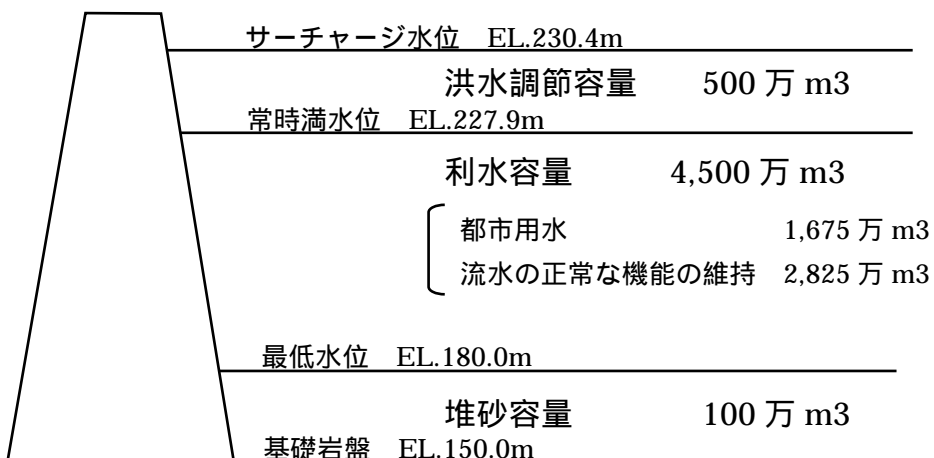 サーチャージ水位 EL.230.4m
洪水調節容量 500 万 m3
常時満水位 EL.227.9m
利水容量 4,500 万 m3
都市用水 1,675 万 m3
流水の正常な機能の維持 2,825 万 m3
最低水位 EL.180.0m
堆砂容量 100 万 m3
基礎岩盤 EL.150.0m